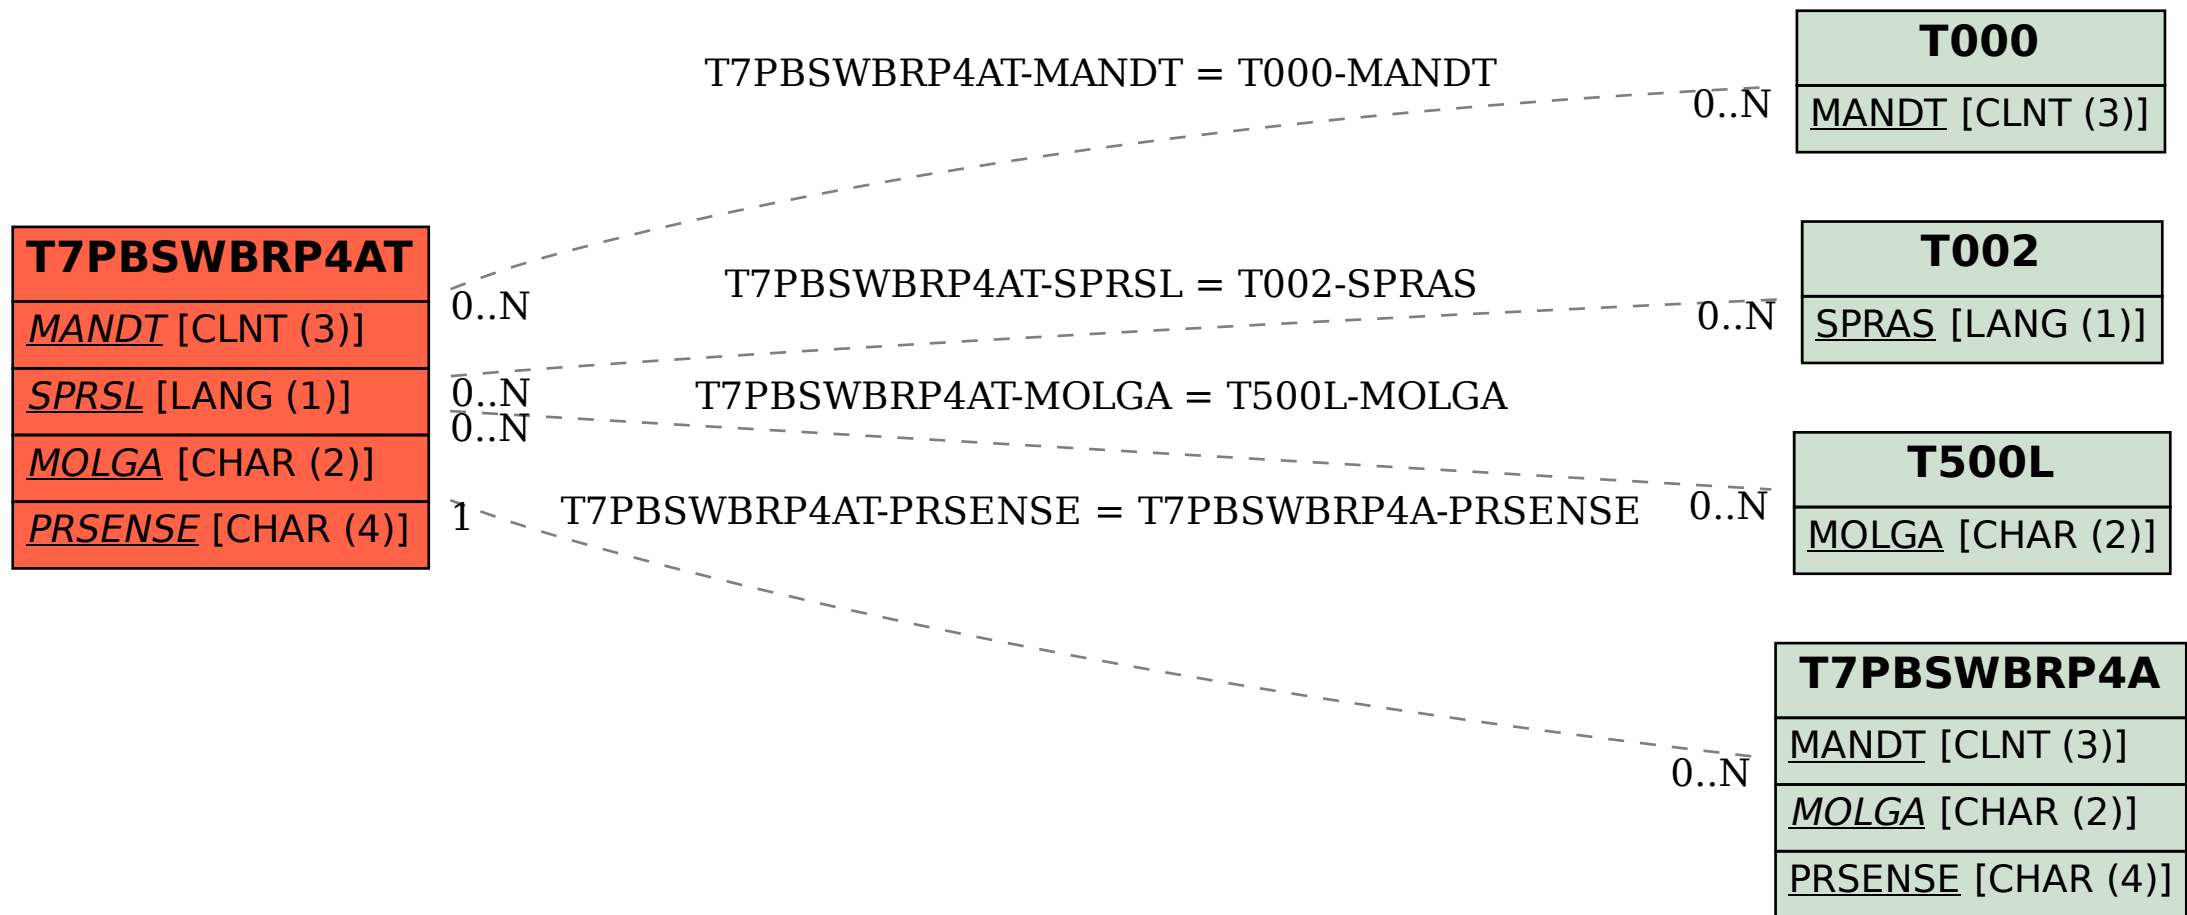 T7PBSWBRP4AT
MANDT [CLNT (3)]
SPRSL [LANG (1)]
MOLGA [CHAR (2)]
PRSENSE [CHAR (4)]
T7PBSWBRP4AT-MANDT = T000-MANDT
0..N
0..N
T7PBSWBRP4AT-SPRSL = T002-SPRAS
0..N
0..N
T7PBSWBRP4AT-MOLGA = T500L-MOLGA
0..N
0..N
T7PBSWBRP4AT-PRSENSE = T7PBSWBRP4A-PRSENSE
1
0..N
T000
MANDT [CLNT (3)]
T002
SPRAS [LANG (1)]
T500L
MOLGA [CHAR (2)]
T7PBSWBRP4A
MANDT [CLNT (3)]
MOLGA [CHAR (2)]
PRSENSE [CHAR (4)]